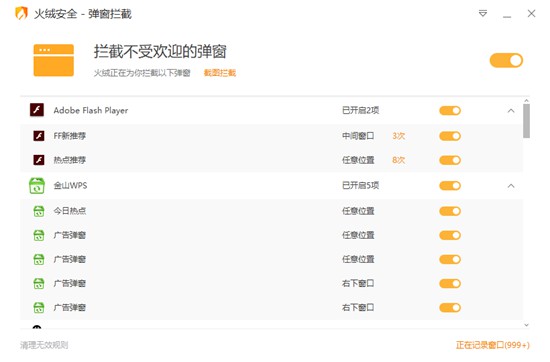 火绒安全 - 弹窗拦截
拦截不受欢迎的弹窗
火绒正在为你拦截以下弹窗 截图拦截
Adobe Flash Player 已开启2项
FF新推荐 中间窗口 3次
热点推荐 任意位置 8次
金山WPS 已开启5项
今日热点 任意位置
广告弹窗 任意位置
广告弹窗 任意位置
广告弹窗 右下窗口
广告弹窗 右下窗口
清理无效规则 正在记录窗口(999+)